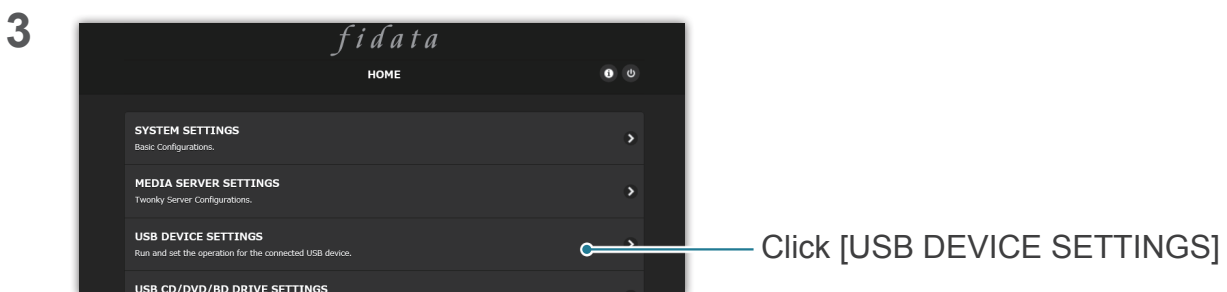 3
fidata
HOME
SYSTEM SETTINGS
Basic Configurations.
MEDIA SERVER SETTINGS
Twonky Server Configurations.
USB DEVICE SETTINGS
Run and set the operation for the connected USB device.
Click [USB DEVICE SETTINGS]
USB CD/DVD/BD DRIVE SETTINGS